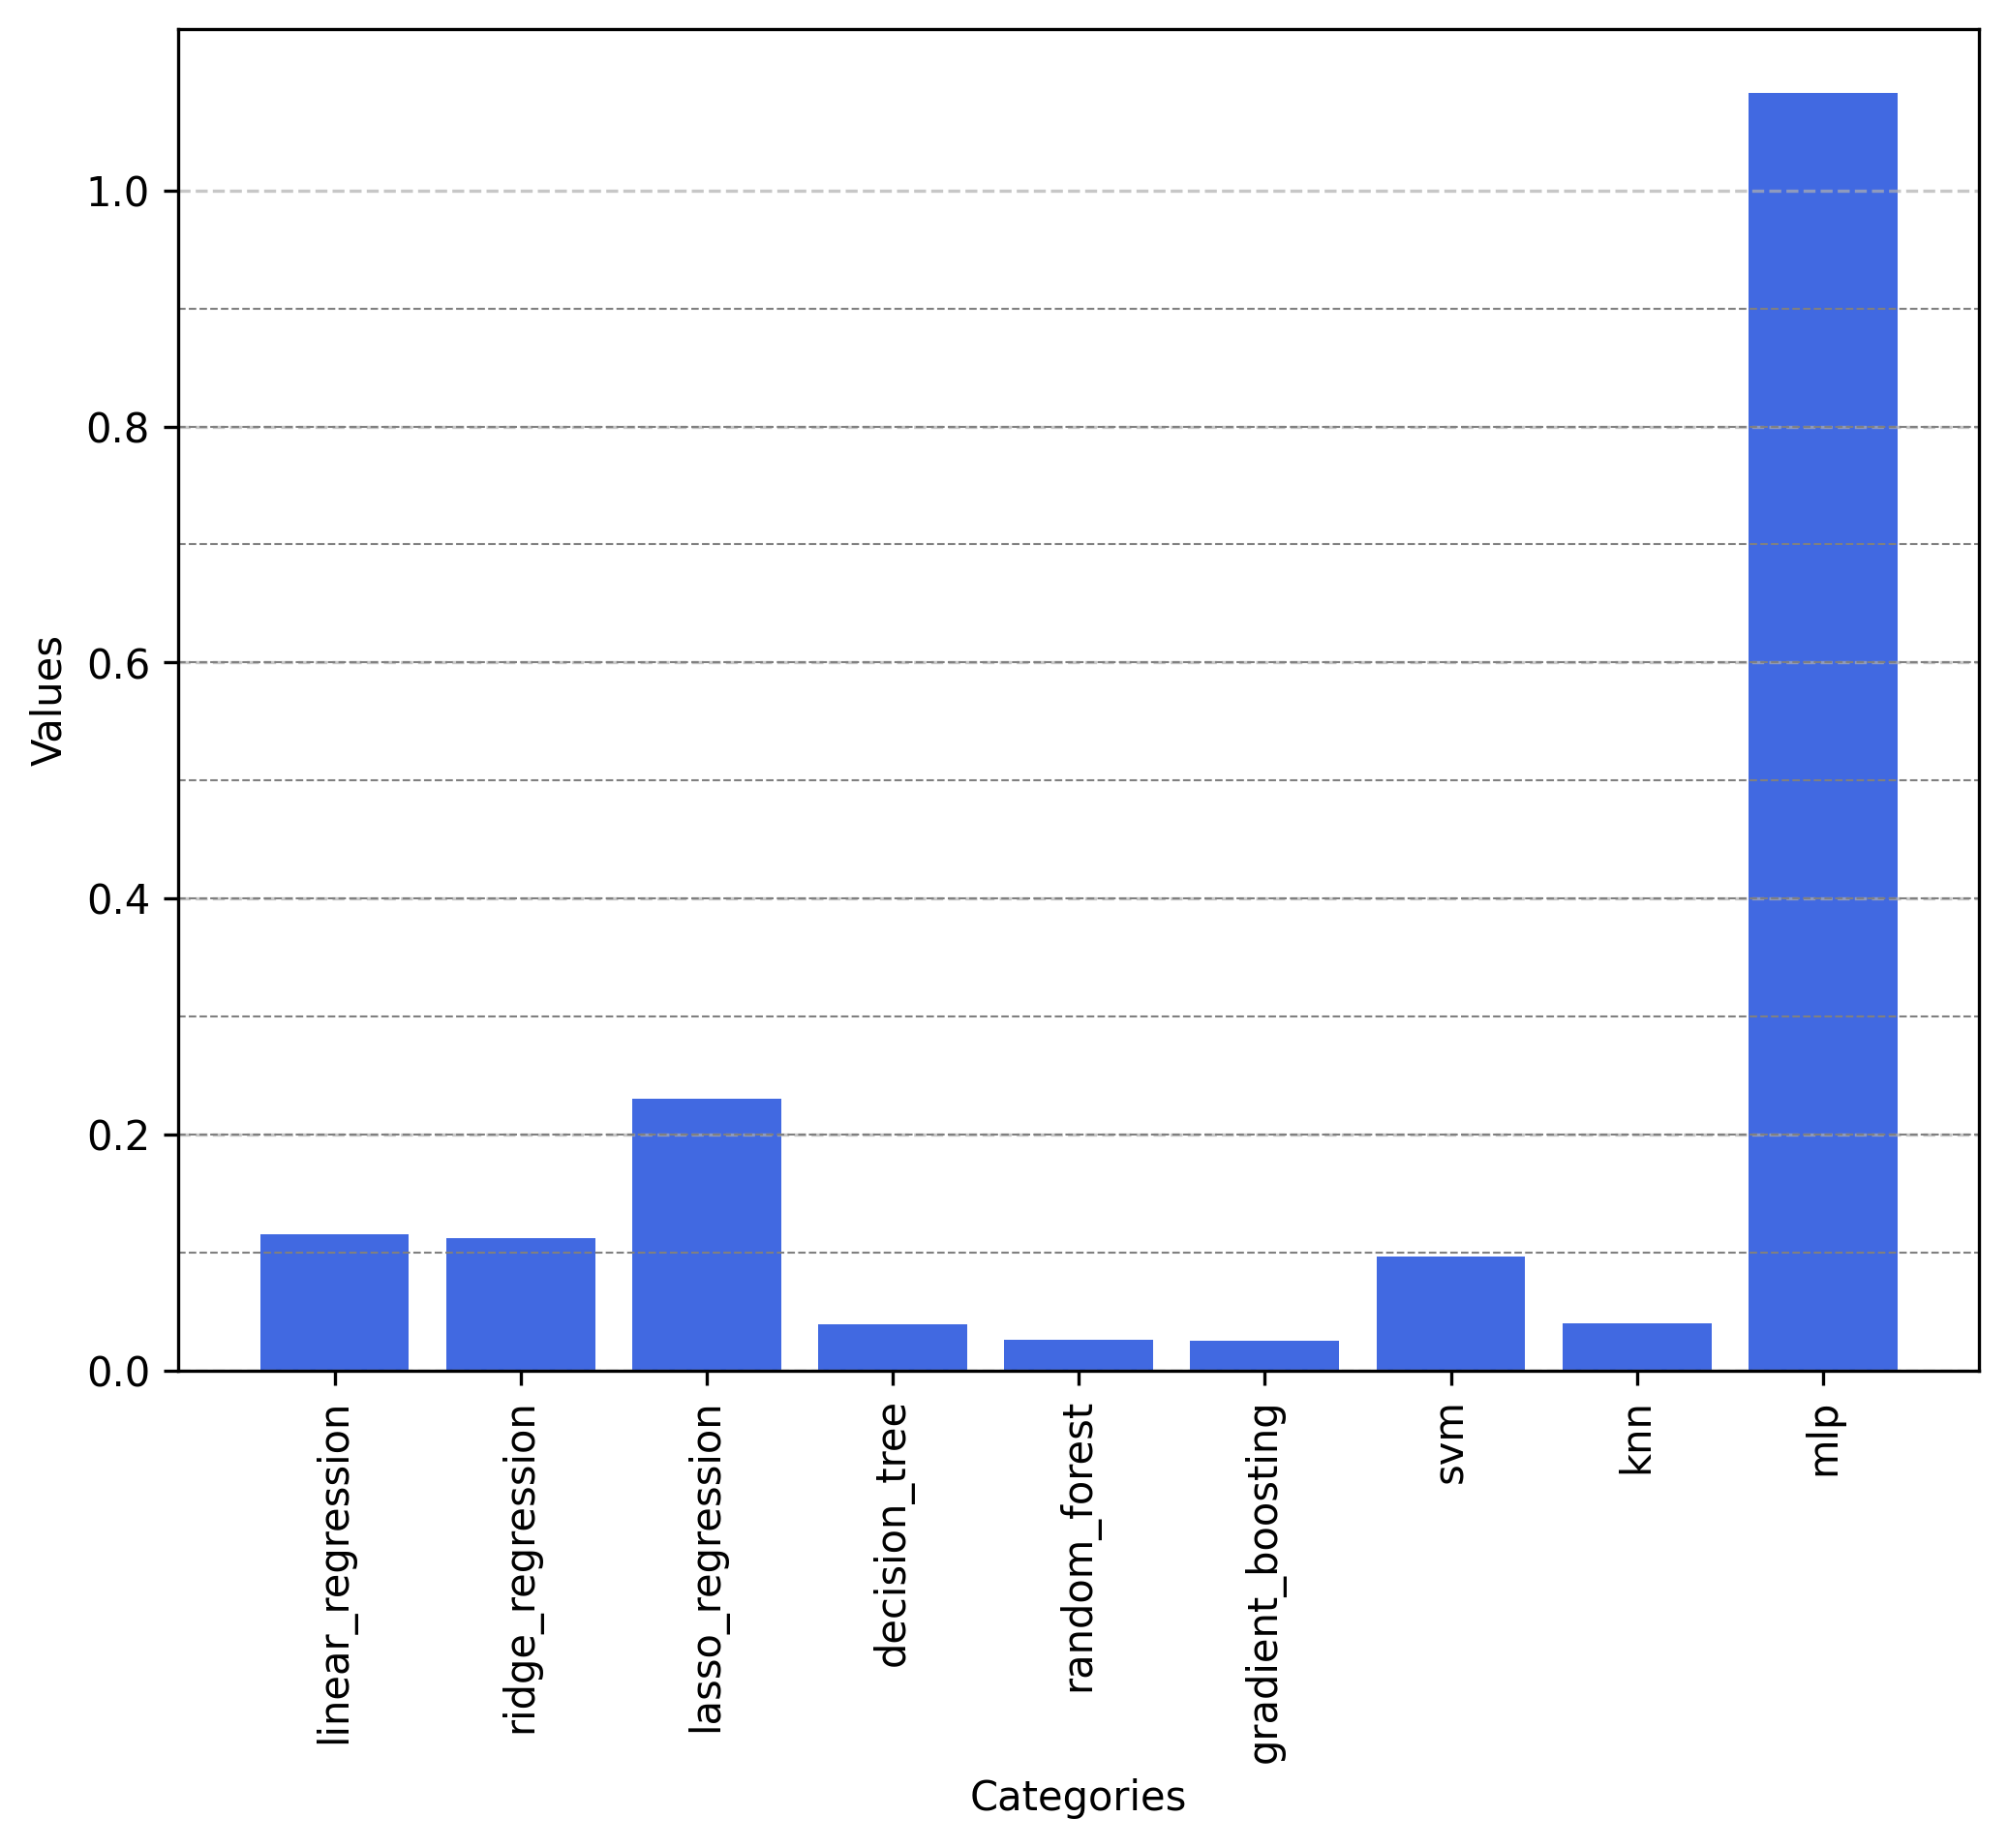 Values
1.0
0.8
0.6
0.4
0.2
0.0
linear_regression
ridge_regression
lasso_regression
decision_tree
random_forest
gradient_boosting
svm
knn
mlp
Categories